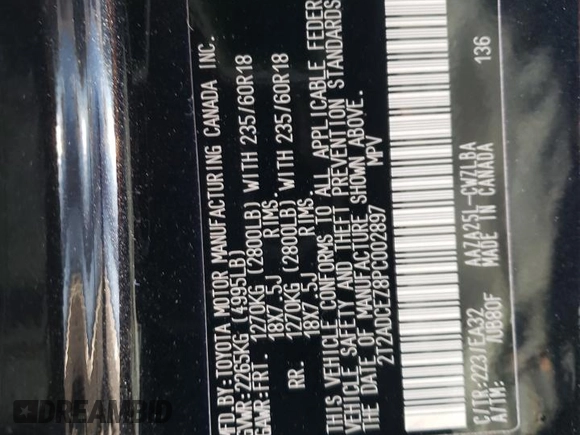 MFD.BY:TOYOTA MOTOR MANUFACTURING CANADA INC.
GVWR:2265KG (4995LB)
GAWR:FRT. 1270KG (2800LB) WITH 235/60R18
18X7.5J RIMS.
RR. 1270KG (2800LB) WITH 235/60R18
18X7.5J RIMS.
THIS VEHICLE CONFORMS TO ALL APPLICABLE FEDER
VEHICLE SAFETY AND THEFT PREVENTION STANDARDS
THE DATE OF MANUFACTURE SHOWN ABOVE.
2T2ADCEZ8PC002897 MPV
C/TR:223/EA32 AAZA25L-CWZLBA
A/TM: /UB80F MADE IN CANADA
136
DREAMBID